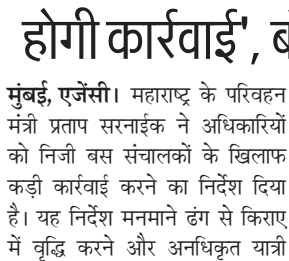 होगी कार्रवाई',
मुंबई, एजेंसी। महाराष्ट्र के परिवहन
मंत्री प्रताप सरनाईक ने अधिकारियों
को निजी बस संचालकों के खिलाफ
कड़ी कार्रवाई करने का निर्देश दिया
है। यह निर्देश मनमाने ढंग से किराए
में वृद्धि करने और अनधिकृत यात्री